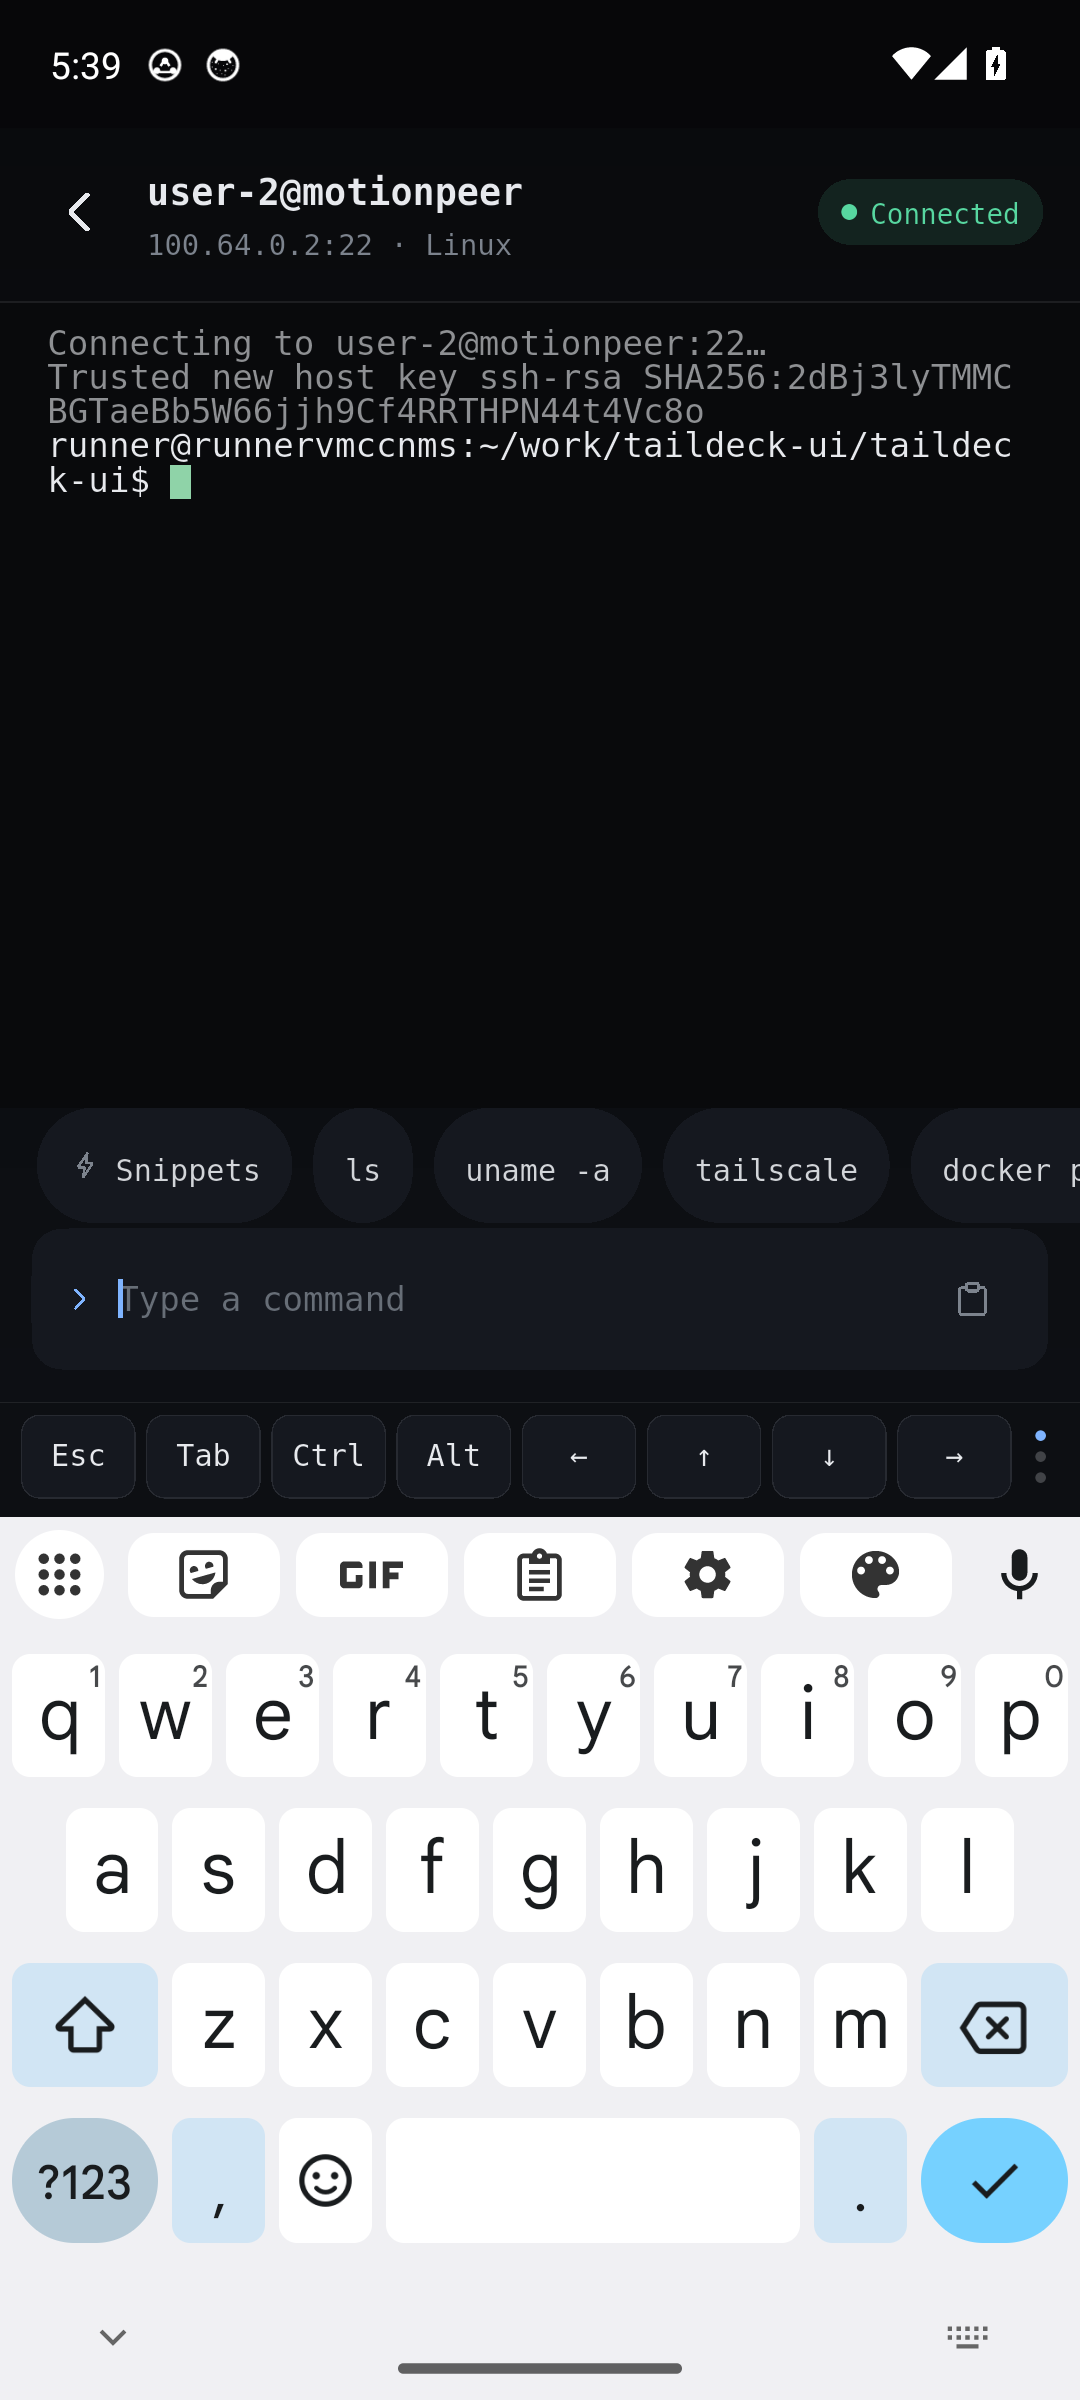 5:39
user-2@motionpeer
100.64.0.2:22 · Linux
Connected
Connecting to user-2@motionpeer:22…
Trusted new host key ssh-rsa SHA256:2dBj3lyTMMC
BGTaeBb5W66jjh9Cf4RRTHPN44t4Vc8o
runner@runnervmccnms:~/work/taildeck-ui/taildec
k-ui$
Snippets ls uname -a tailscale docker p
> Type a command
Esc Tab Ctrl Alt ← ↑ ↓ →
GIF
q 1 w 2 e 3 r 4 t 5 y 6 u 7 i 8 o 9 p 0
a s d f g h j k l
z x c v b n m
?123 , .